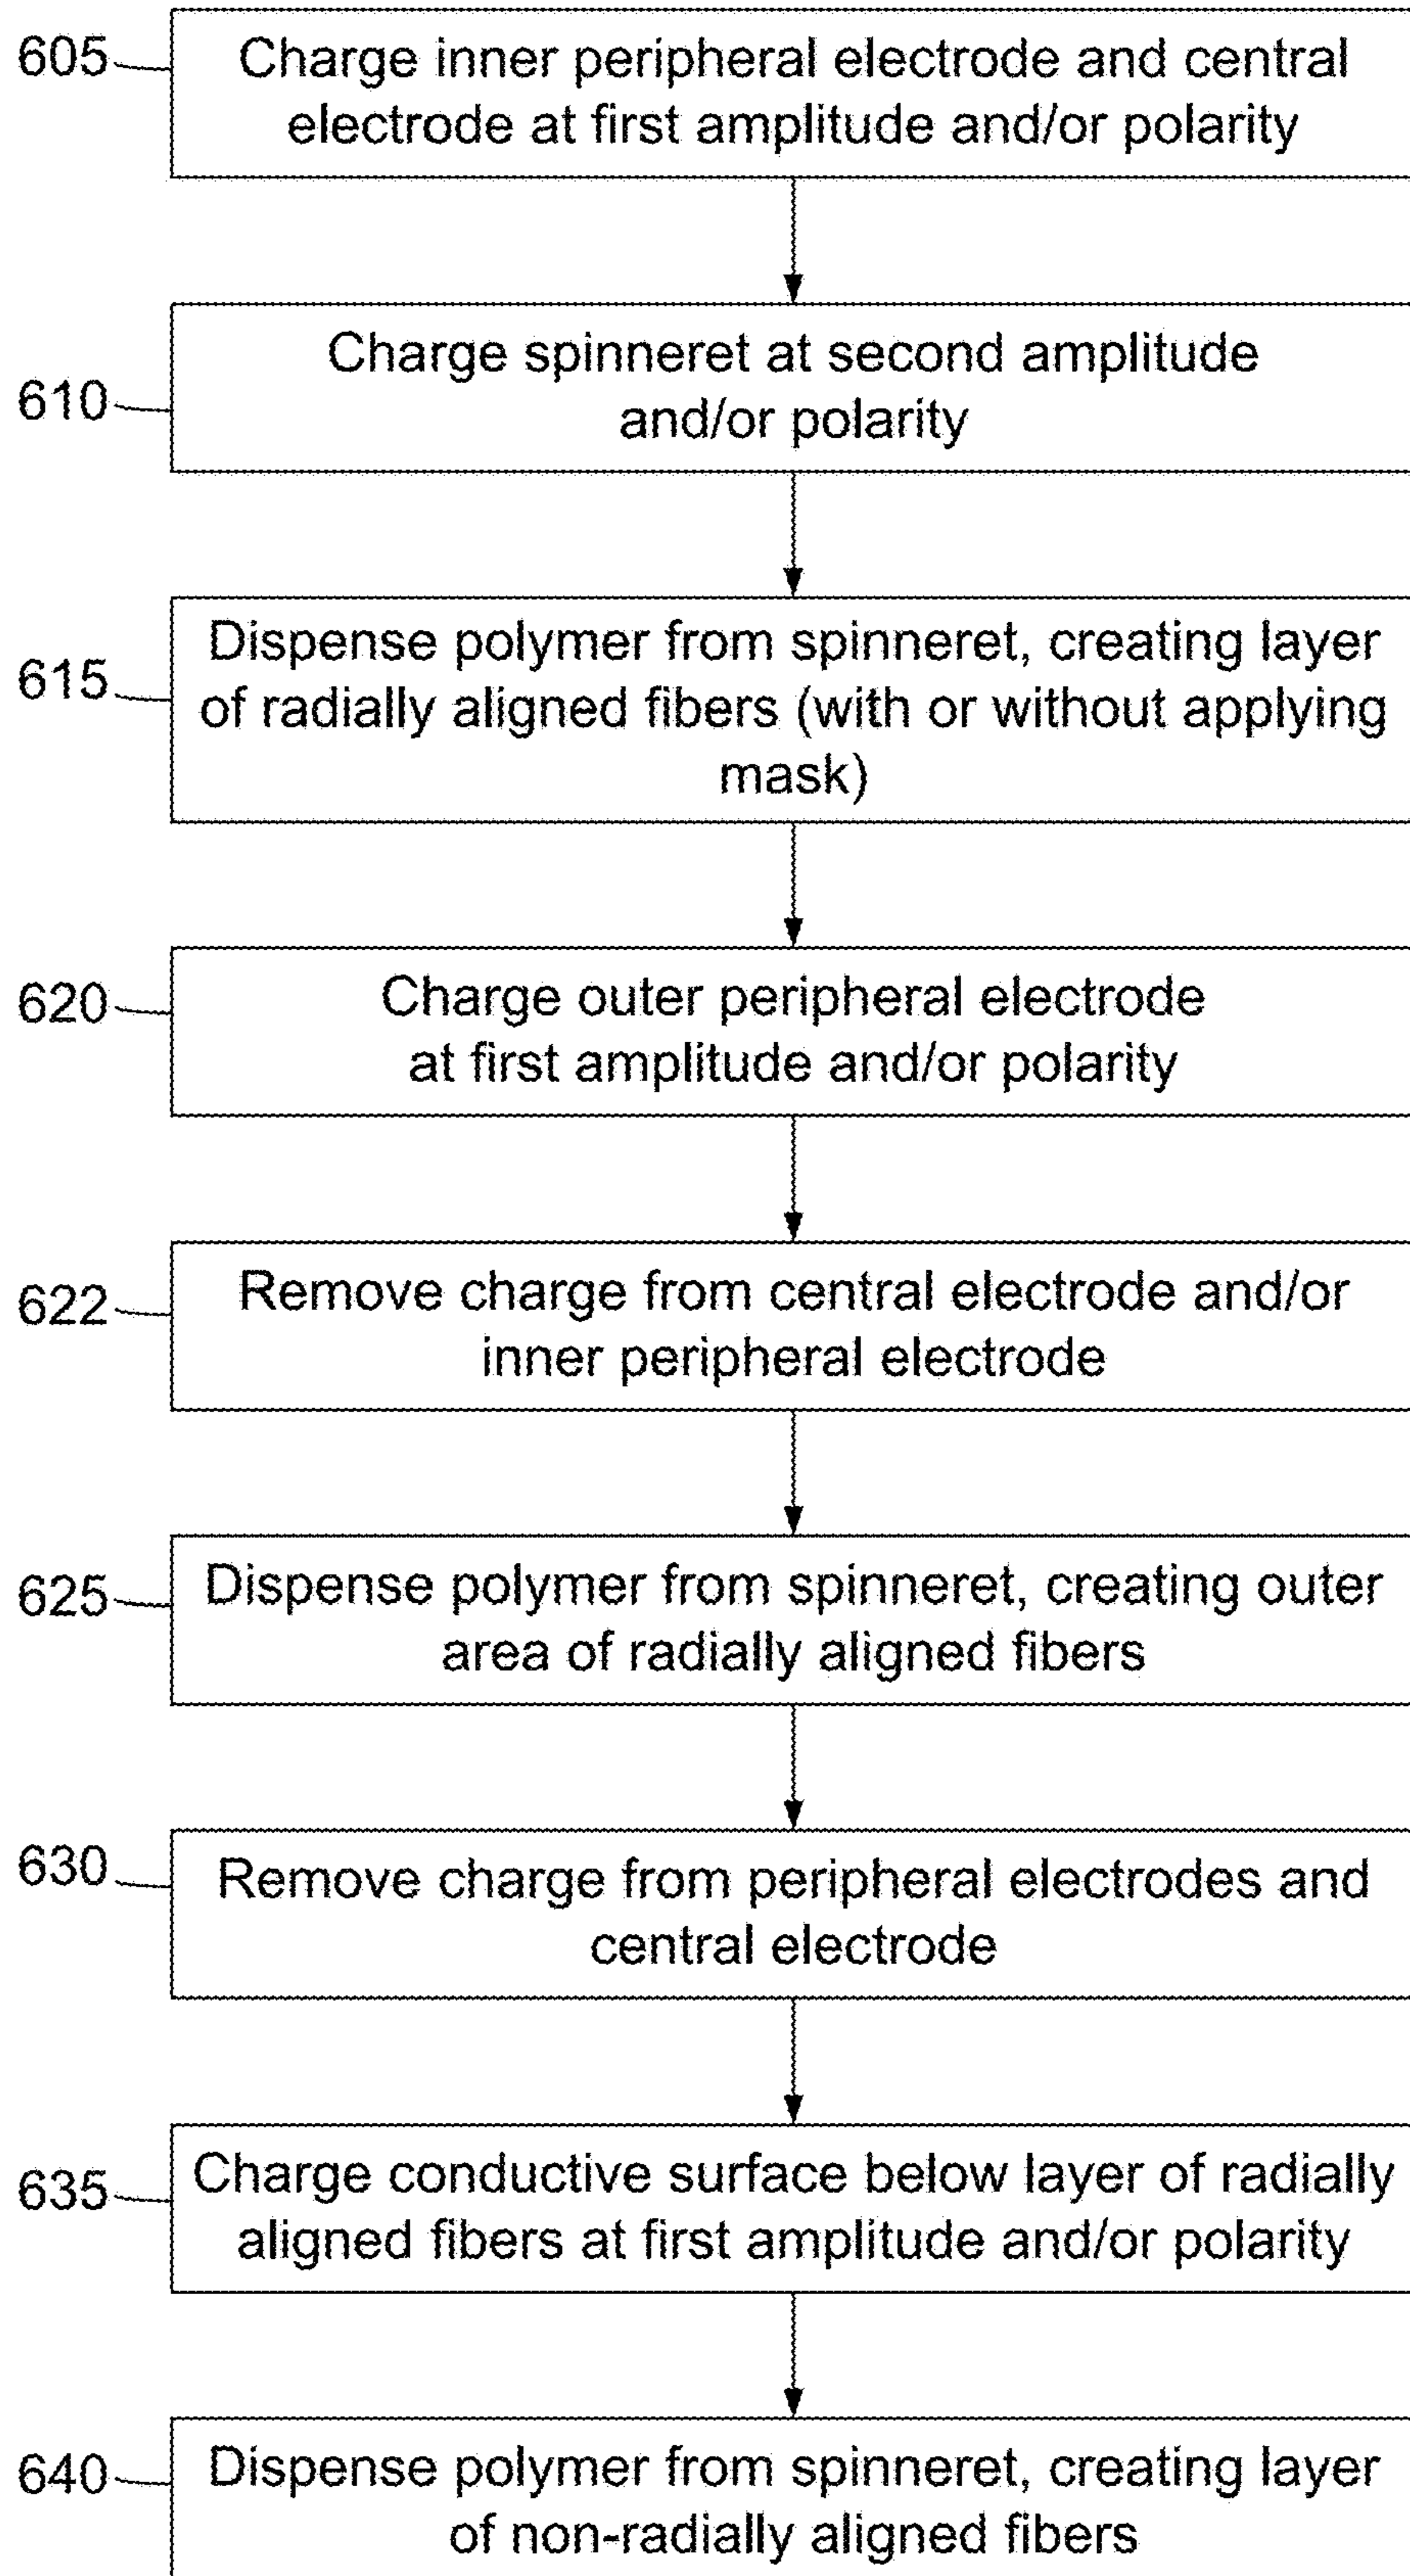 605
Charge inner peripheral electrode and central
electrode at first amplitude and/or polarity
610
Charge spinneret at second amplitude
and/or polarity
615
Dispense polymer from spinneret, creating layer
of radially aligned fibers (with or without applying
mask)
620
Charge outer peripheral electrode
at first amplitude and/or polarity
622
Remove charge from central electrode and/or
inner peripheral electrode
625
Dispense polymer from spinneret, creating outer
area of radially aligned fibers
630
Remove charge from peripheral electrodes and
central electrode
635
Charge conductive surface below layer of radially
aligned fibers at first amplitude and/or polarity
640
Dispense polymer from spinneret, creating layer
of non-radially aligned fibers